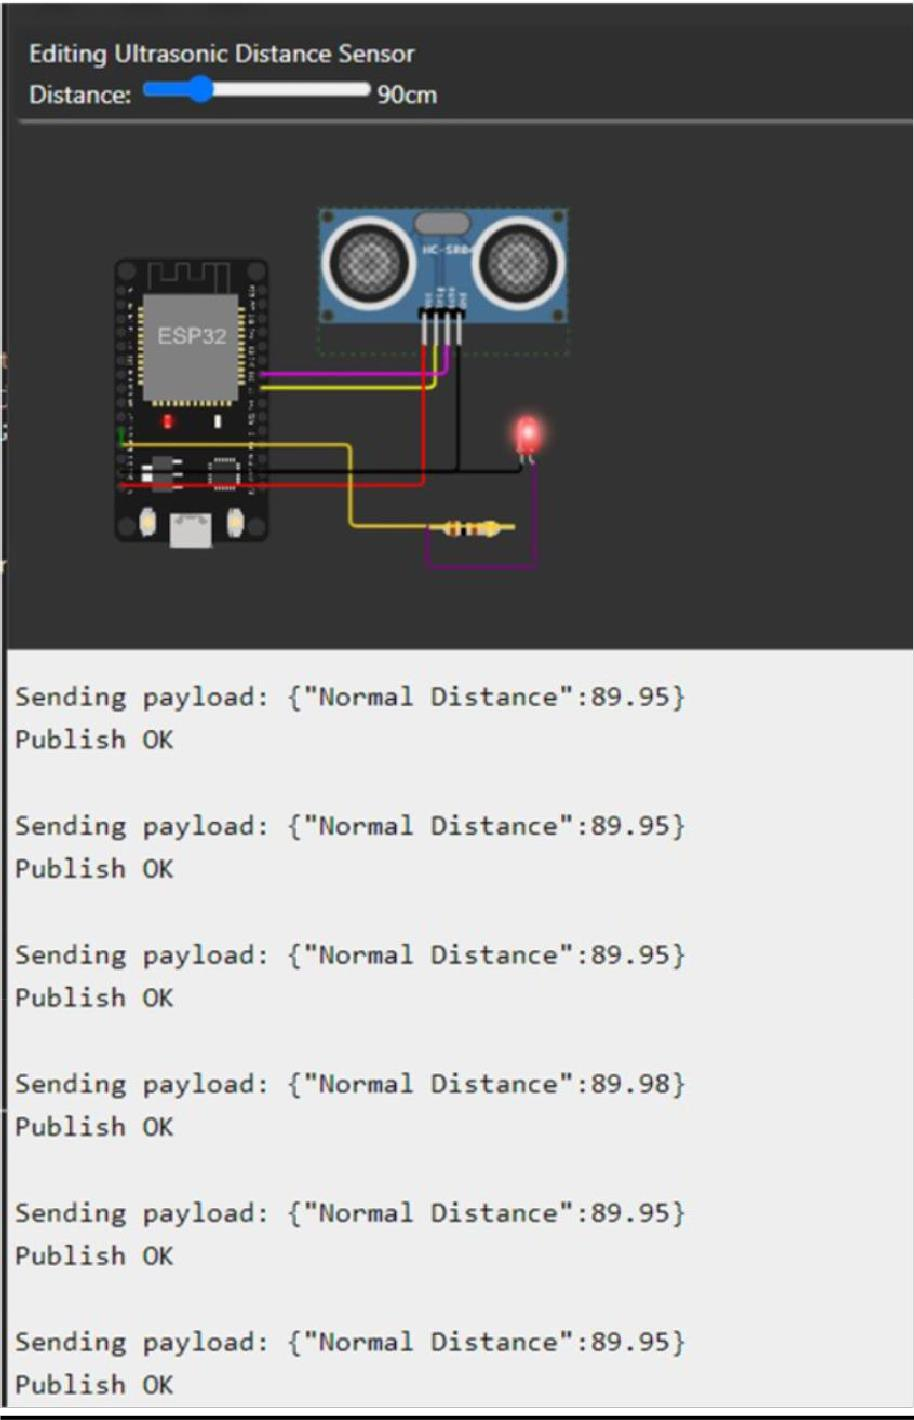 Editing Ultrasonic Distance Sensor
Distance: 90cm
HC-SR04
ESP32
Sending payload: {"Normal Distance":89.95}
Publish OK
Sending payload: {"Normal Distance":89.95}
Publish OK
Sending payload: {"Normal Distance":89.95}
Publish OK
Sending payload: {"Normal Distance":89.98}
Publish OK
Sending payload: {"Normal Distance":89.95}
Publish OK
Sending payload: {"Normal Distance":89.95}
Publish OK